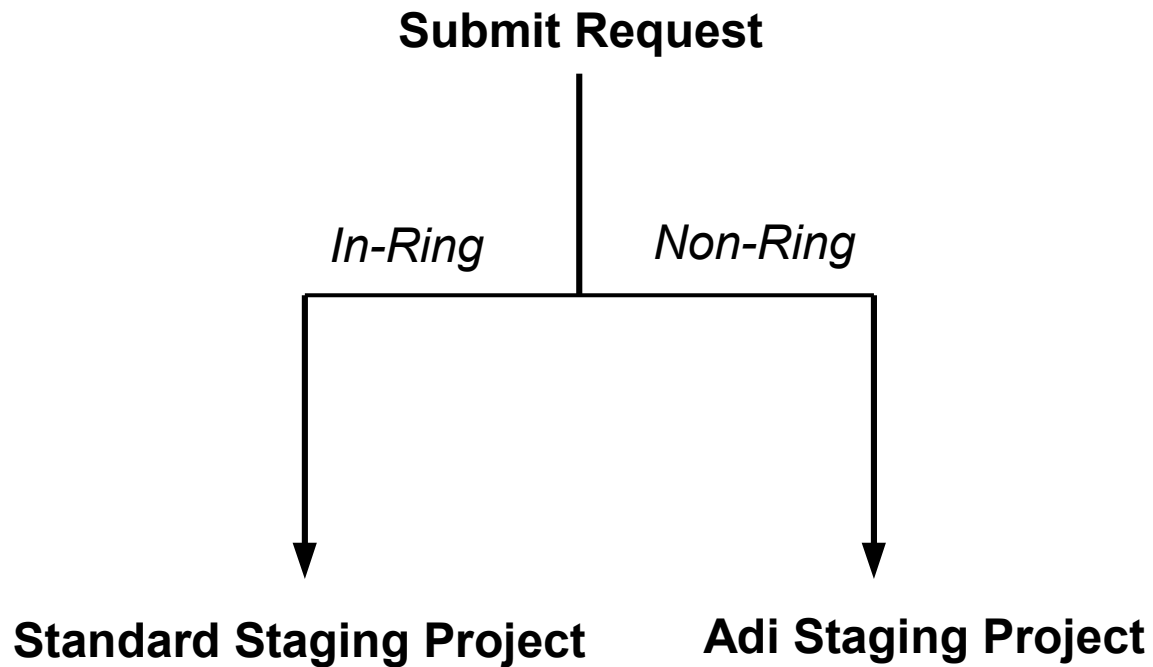 Submit Request
In-Ring
Non-Ring
Standard Staging Project
Adi Staging Project